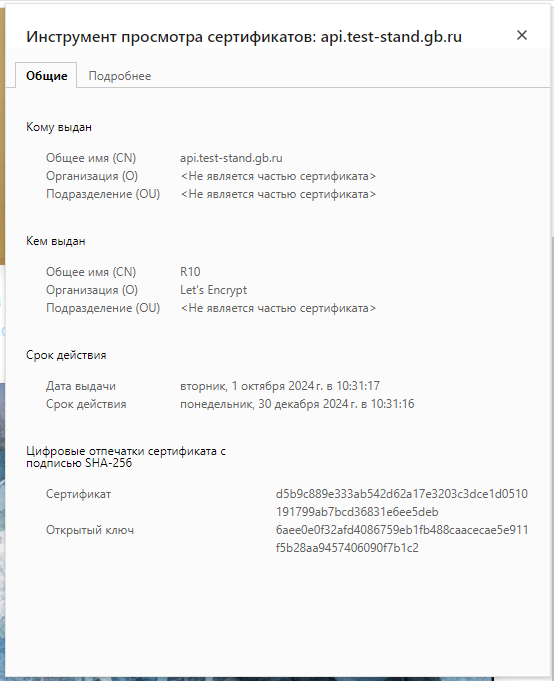 Инструмент просмотра сертификатов: api.test-stand.gb.ru
Общие Подробнее
Кому выдан
Общее имя (CN) api.test-stand.gb.ru
Организация (O) <Не является частью сертификата>
Подразделение (OU) <Не является частью сертификата>
Кем выдан
Общее имя (CN) R10
Организация (O) Let's Encrypt
Подразделение (OU) <Не является частью сертификата>
Срок действия
Дата выдачи вторник, 1 октября 2024 г. в 10:31:17
Срок действия понедельник, 30 декабря 2024 г. в 10:31:16
Цифровые отпечатки сертификата с
подписью SHA-256
Сертификат d5b9c889e333ab542d62a17e3203c3dce1d0510
191799ab7bcd36831e6ee5deb
Открытый ключ 6aee0e0f32afd4086759eb1fb488caacecae5e911
f5b28aa9457406090f7b1c2